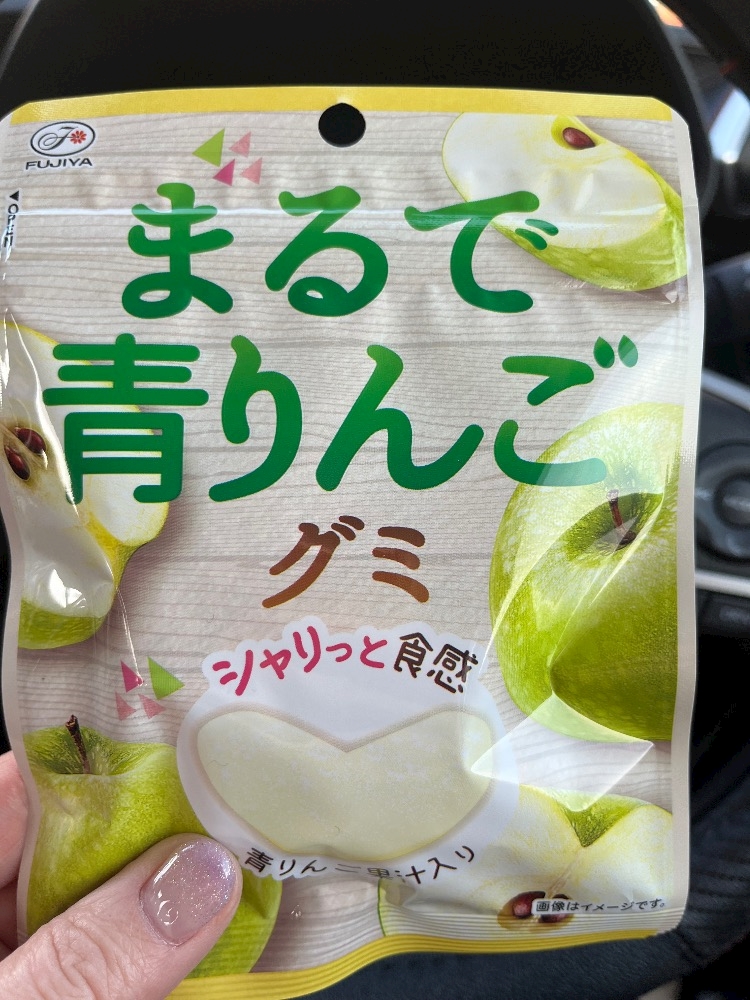 FUJIYA
◀OPEN
まるで
青りんご
グミ
シャリっと食感
青りんご果汁入り
画像はイメージです。